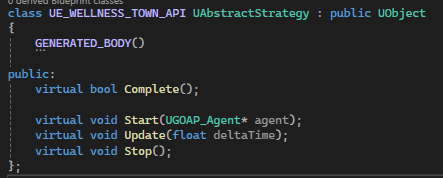 0 derived Blueprint classes
class UE_WELLNESS_TOWN_API UAbstractStrategy : public UObject
{
GENERATED_BODY()
public:
virtual bool Complete();
virtual void Start(UGOAP_Agent* agent);
virtual void Update(float deltaTime);
virtual void Stop();
};